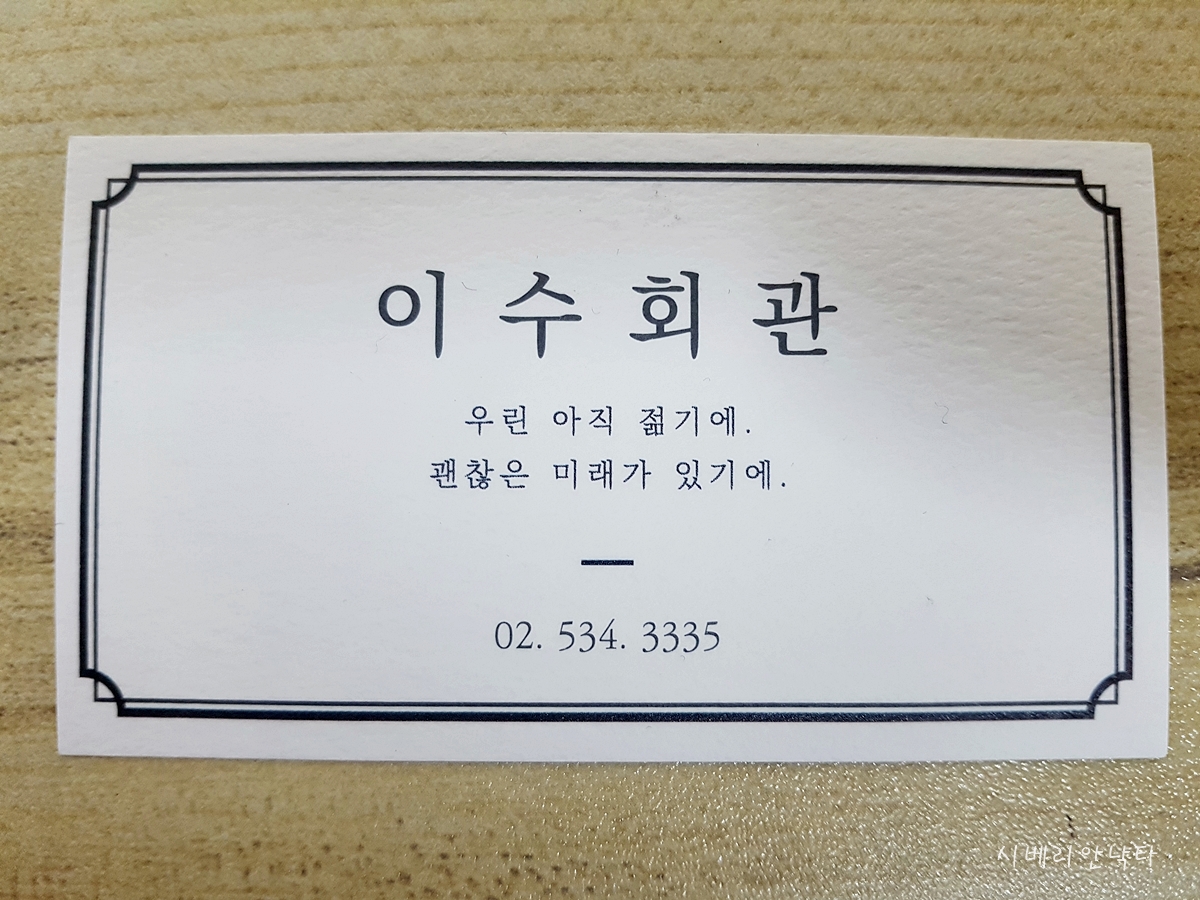 이수회관
우린 아직 젊기에.
괜찮은 미래가 있기에.
02. 534. 3335
시베리안낙타